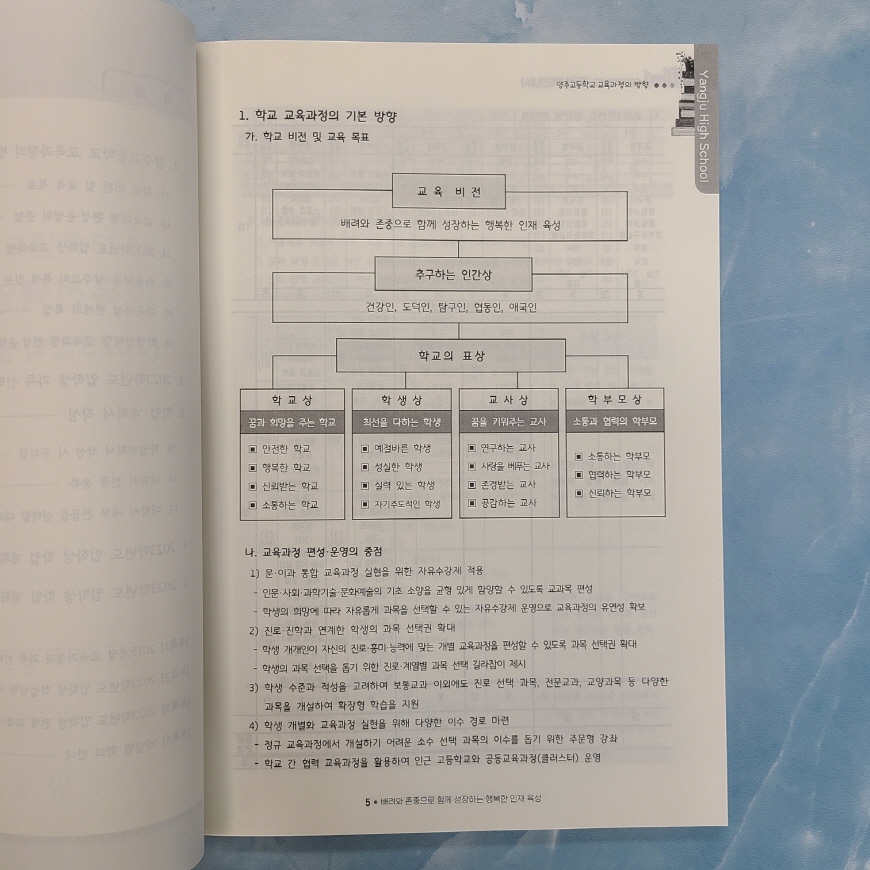 양주고등학교 교육과정의 방향
Yangju High School
1. 학교 교육과정의 기본 방향
가. 학교 비전 및 교육 목표
교 육 비 전
배려와 존중으로 함께 성장하는 행복한 인재 육성
추구하는 인간상
건강인, 도덕인, 탐구인, 협동인, 애국인
학교의 표상
학 교 상
꿈과 희망을 주는 학교
▣ 안전한 학교
▣ 행복한 학교
▣ 신뢰받는 학교
▣ 소통하는 학교
학 생 상
최선을 다하는 학생
▣ 예절바른 학생
▣ 성실한 학생
▣ 실력 있는 학생
▣ 자기주도적인 학생
교 사 상
꿈을 키워주는 교사
▣ 연구하는 교사
▣ 사랑을 베푸는 교사
▣ 존경받는 교사
▣ 공감하는 교사
학 부 모 상
소통과 협력의 학부모
▣ 소통하는 학부모
▣ 협력하는 학부모
▣ 신뢰하는 학부모
나. 교육과정 편성·운영의 중점
1) 문·이과 통합 교육과정 실현을 위한 자유수강제 적용
- 인문·사회·과학기술·문화예술의 기초 소양을 균형 있게 함양할 수 있도록 교과목 편성
- 학생의 희망에 따라 자유롭게 과목을 선택할 수 있는 자유수강제 운영으로 교육과정의 유연성 확보
2) 진로·진학과 연계한 학생의 과목 선택권 확대
- 학생 개개인이 자신의 진로·흥미·능력에 맞는 개별 교육과정을 편성할 수 있도록 과목 선택권 확대
- 학생의 과목 선택을 돕기 위한 진로·계열별 과목 선택 길라잡이 제시
3) 학생 수준과 적성을 고려하여 보통교과 이외에도 진로 선택 과목, 전문교과, 교양과목 등 다양한
과목을 개설하여 확장형 학습을 지원
4) 학생 개별화 교육과정 실현을 위해 다양한 이수 경로 마련
- 정규 교육과정에서 개설하기 어려운 소수 선택 과목의 이수를 돕기 위한 주문형 강좌
- 학교 간 협력 교육과정을 활용하여 인근 고등학교와 공동교육과정(클러스터) 운영
5 • 배려와 존중으로 함께 성장하는 행복한 인재 육성